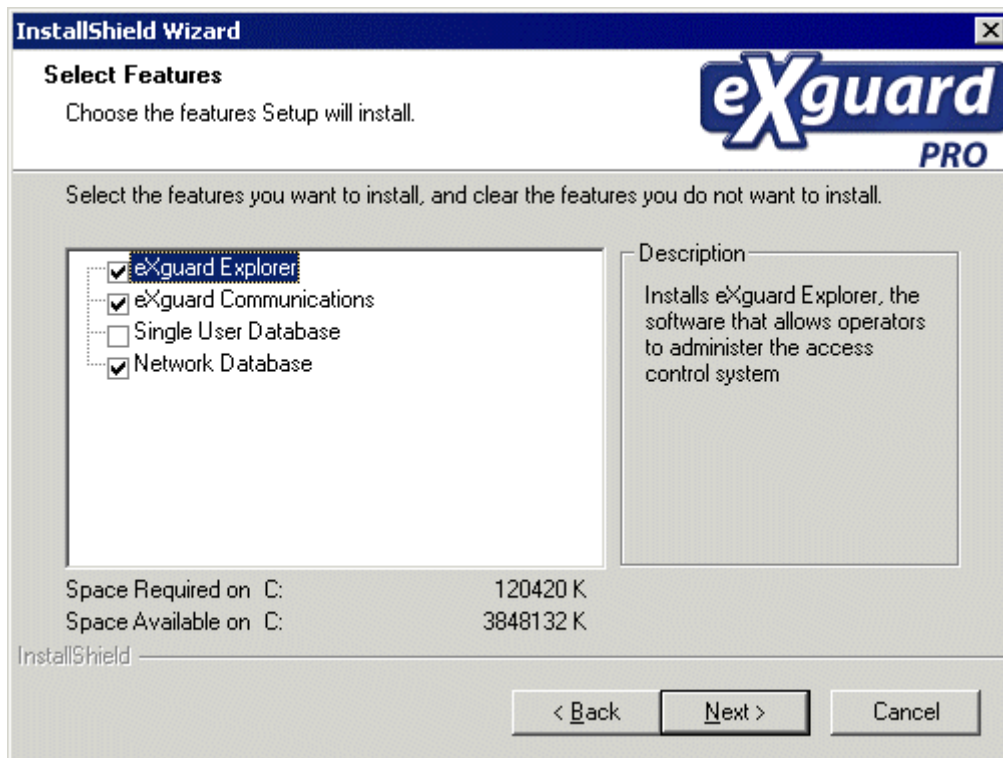 InstallShield Wizard
Select Features
Choose the features Setup will install.
eXguard
PRO
Select the features you want to install, and clear the features you do not want to install.
eXguard Explorer
eXguard Communications
Single User Database
Network Database
Description
Installs eXguard Explorer, the
software that allows operators
to administer the access
control system
Space Required on C: 120420 K
Space Available on C: 3848132 K
InstallShield
< Back Next > Cancel